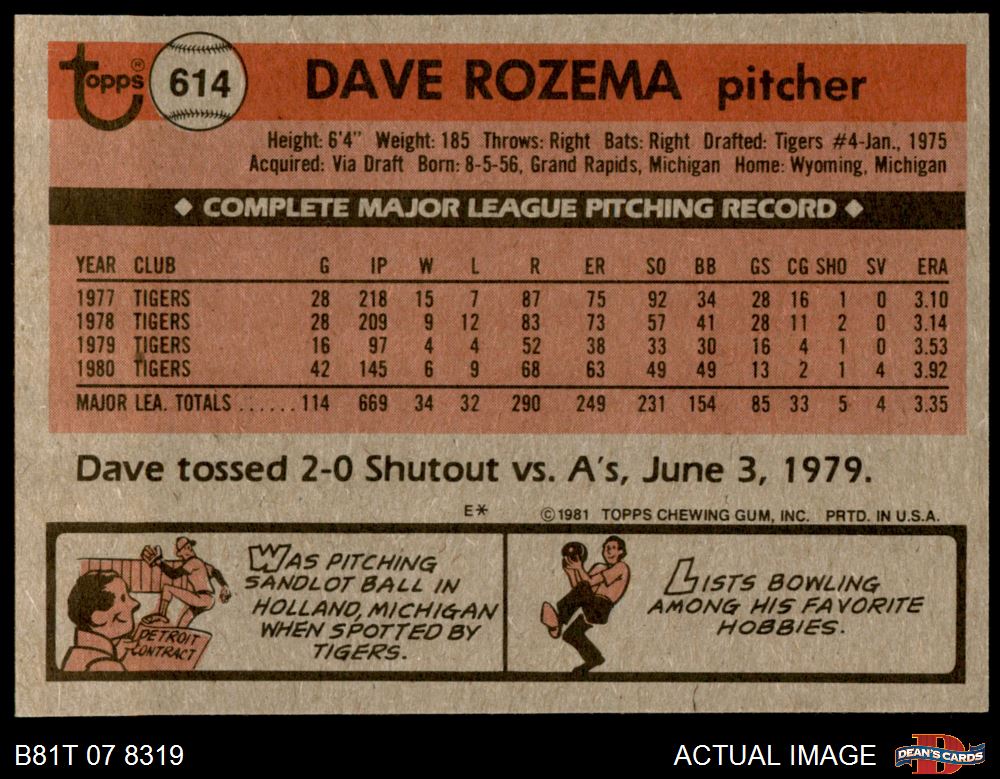 Topps® 614 DAVE ROZEMA pitcher
Height: 6'4" Weight: 185 Throws: Right Bats: Right Drafted: Tigers #4-Jan., 1975
Acquired: Via Draft Born: 8-5-56, Grand Rapids, Michigan Home: Wyoming, Michigan
◆ COMPLETE MAJOR LEAGUE PITCHING RECORD ◆
YEAR CLUB G IP W L R ER SO BB GS CG SHO SV ERA
1977 TIGERS 28 218 15 7 87 75 92 34 28 16 1 0 3.10
1978 TIGERS 28 209 9 12 83 73 57 41 28 11 2 0 3.14
1979 TIGERS 16 97 4 4 52 38 33 30 16 4 1 0 3.53
1980 TIGERS 42 145 6 9 68 63 49 49 13 2 1 4 3.92
MAJOR LEA. TOTALS ...... 114 669 34 32 290 249 231 154 85 33 5 4 3.35
Dave tossed 2-0 Shutout vs. A's, June 3, 1979.
E* © 1981 TOPPS CHEWING GUM, INC. PRTD. IN U.S.A.
WAS PITCHING
SANDLOT BALL IN
HOLLAND, MICHIGAN
WHEN SPOTTED BY
TIGERS.
DETROIT
CONTRACT
LISTS BOWLING
AMONG HIS FAVORITE
HOBBIES.
B81T 07 8319 ACTUAL IMAGE DEAN'S CARDS